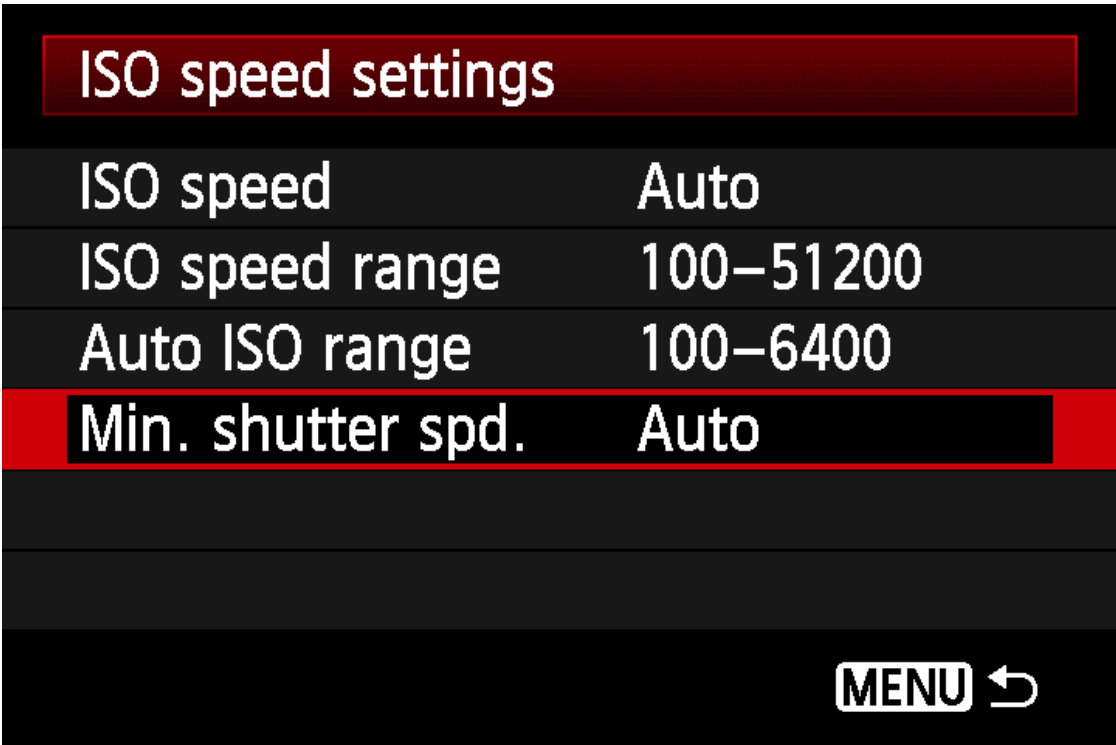 ISO speed settings
ISO speed Auto
ISO speed range 100–51200
Auto ISO range 100–6400
Min. shutter spd. Auto
MENU